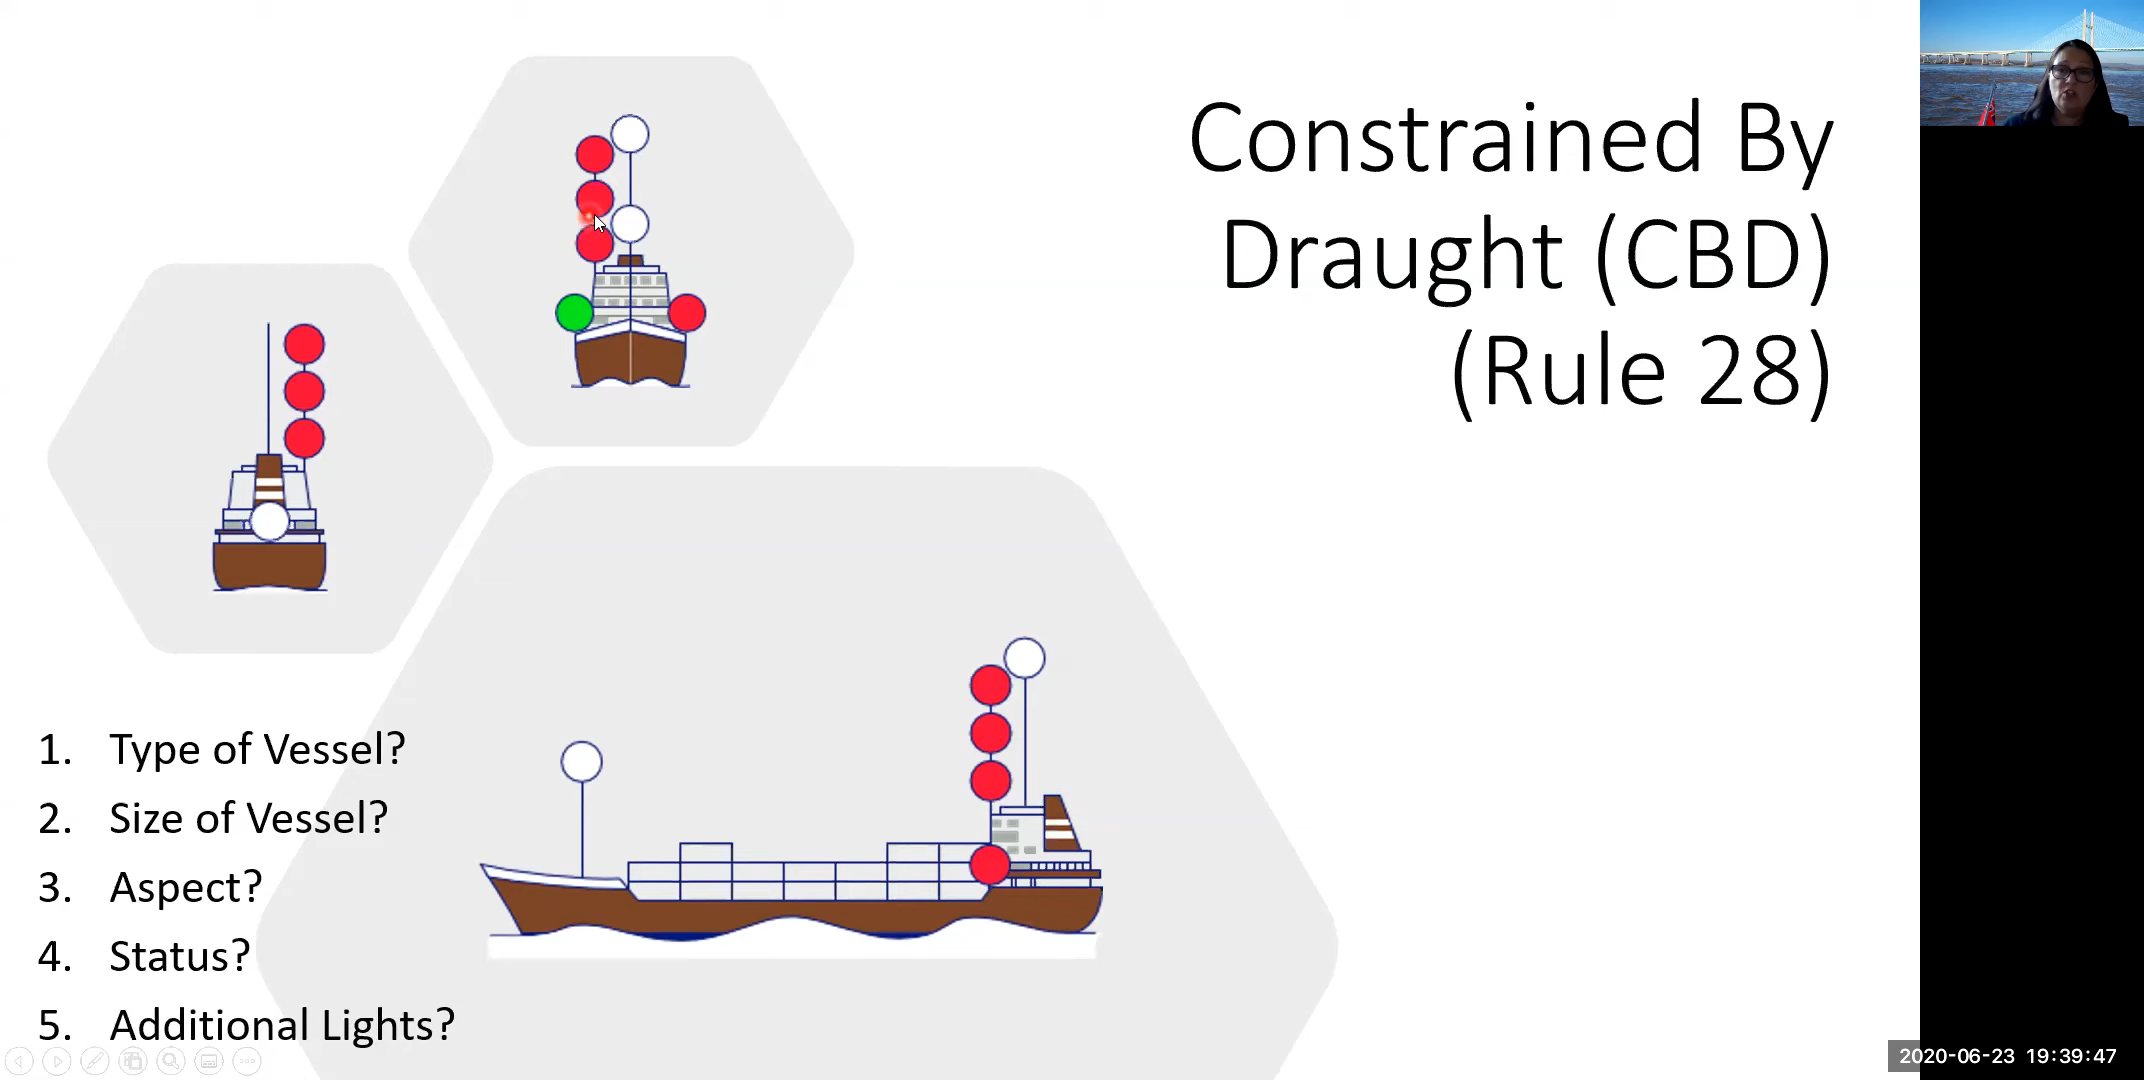 Constrained By
Draught (CBD)
(Rule 28)
1. Type of Vessel?
2. Size of Vessel?
3. Aspect?
4. Status?
5. Additional Lights?
2020-06-23 19:39:47